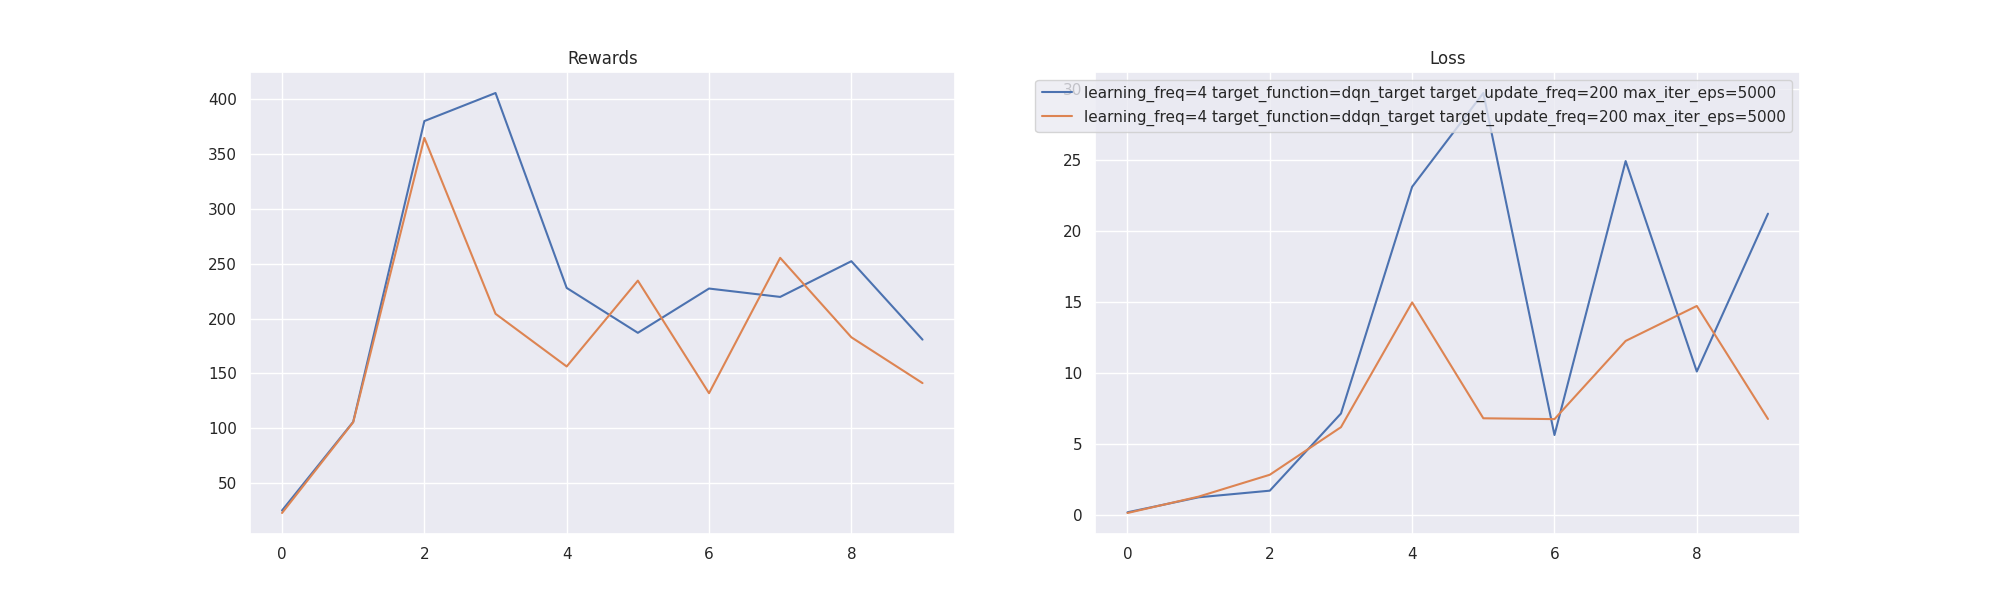 Rewards
400
350
300
250
200
150
100
50
0 2 4 6 8
Loss
30
learning_freq=4 target_function=dqn_target target_update_freq=200 max_iter_eps=5000
learning_freq=4 target_function=ddqn_target target_update_freq=200 max_iter_eps=5000
25
20
15
10
5
0
0 2 4 6 8